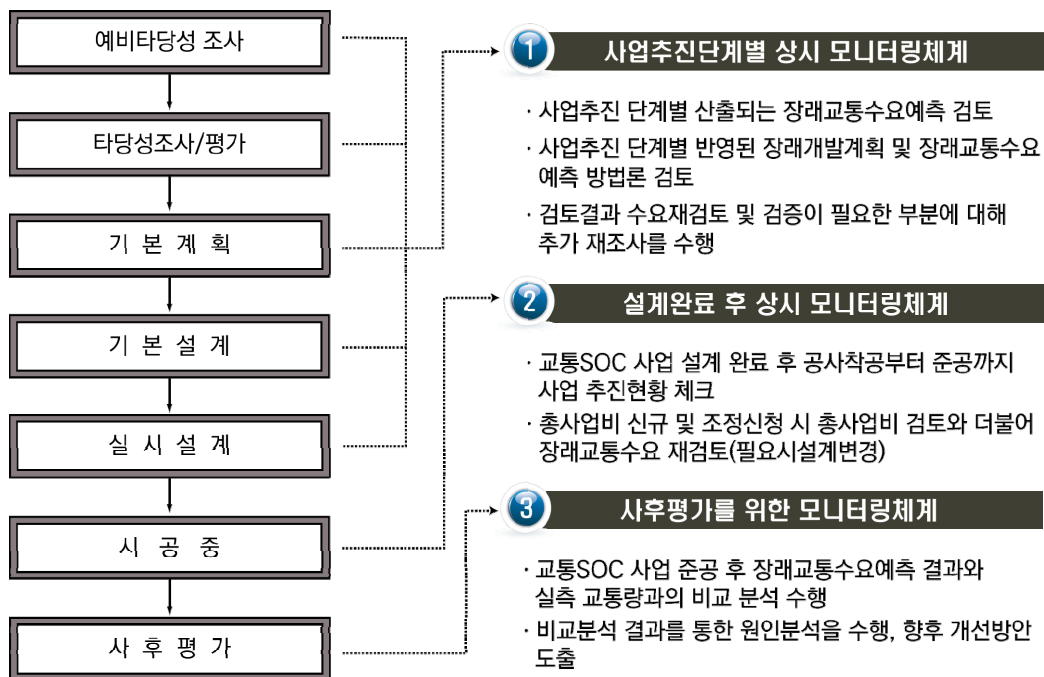 예비타당성 조사
타당성조사/평가
기 본 계 획
기 본 설 계
실 시 설 계
시 공 중
사 후 평 가
1 사업추진단계별 상시 모니터링체계
· 사업추진 단계별 산출되는 장래교통수요예측 검토
· 사업추진 단계별 반영된 장래개발계획 및 장래교통수요
예측 방법론 검토
· 검토결과 수요재검토 및 검증이 필요한 부분에 대해
추가 재조사를 수행
2 설계완료 후 상시 모니터링체계
· 교통SOC 사업 설계 완료 후 공사착공부터 준공까지
사업 추진현황 체크
· 총사업비 신규 및 조정신청 시 총사업비 검토와 더불어
장래교통수요 재검토(필요시설계변경)
3 사후평가를 위한 모니터링체계
· 교통SOC 사업 준공 후 장래교통수요예측 결과와
실측 교통량과의 비교 분석 수행
· 비교분석 결과를 통한 원인분석을 수행, 향후 개선방안
도출